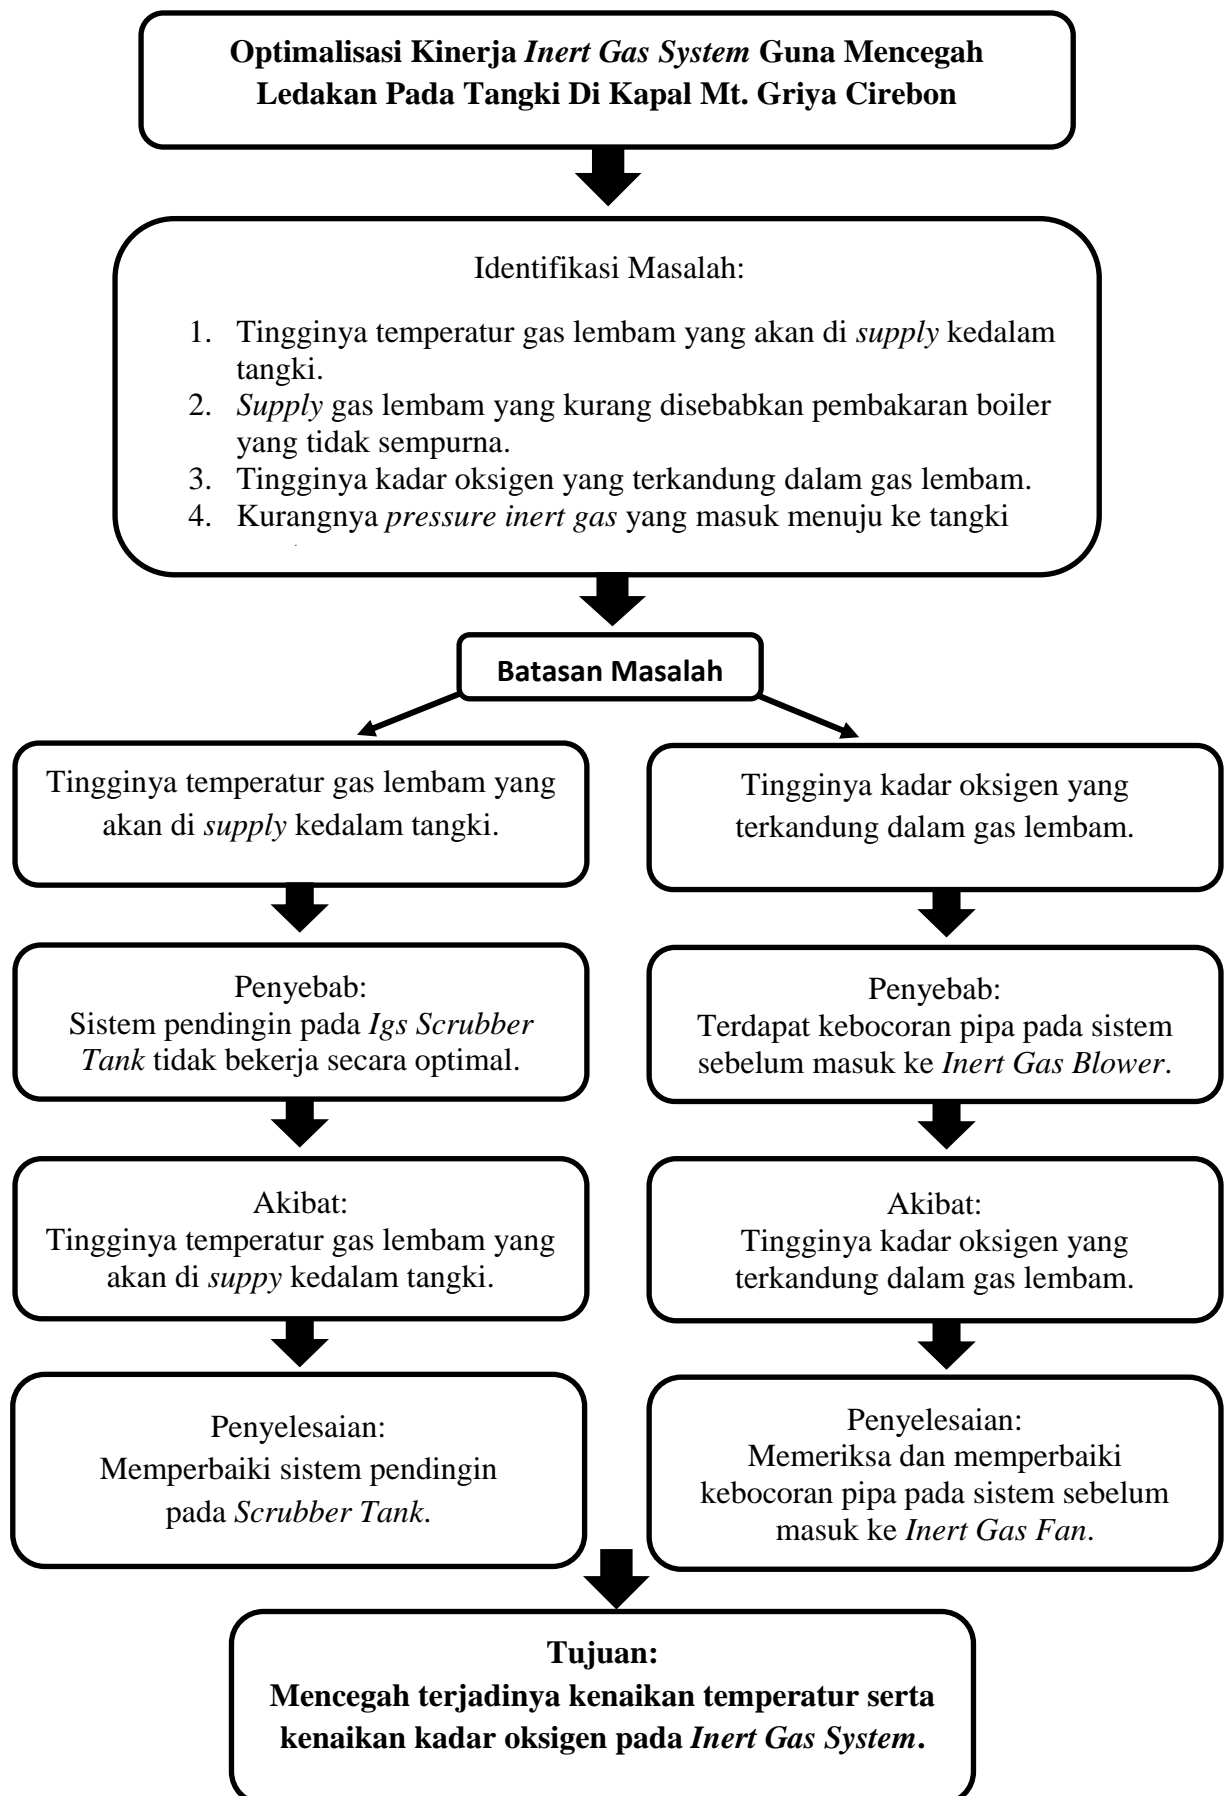 Optimalisasi Kinerja Inert Gas System Guna Mencegah
Ledakan Pada Tangki Di Kapal Mt. Griya Cirebon
Identifikasi Masalah:
1. Tingginya temperatur gas lembam yang akan di supply kedalam
tangki.
2. Supply gas lembam yang kurang disebabkan pembakaran boiler
yang tidak sempurna.
3. Tingginya kadar oksigen yang terkandung dalam gas lembam.
4. Kurangnya pressure inert gas yang masuk menuju ke tangki
Batasan Masalah
Tingginya temperatur gas lembam yang
akan di supply kedalam tangki.
Penyebab:
Sistem pendingin pada Igs Scrubber
Tank tidak bekerja secara optimal.
Akibat:
Tingginya temperatur gas lembam yang
akan di suppy kedalam tangki.
Penyelesaian:
Memperbaiki sistem pendingin
pada Scrubber Tank.
Tingginya kadar oksigen yang
terkandung dalam gas lembam.
Penyebab:
Terdapat kebocoran pipa pada sistem
sebelum masuk ke Inert Gas Blower.
Akibat:
Tingginya kadar oksigen yang
terkandung dalam gas lembam.
Penyelesaian:
Memeriksa dan memperbaiki
kebocoran pipa pada sistem sebelum
masuk ke Inert Gas Fan.
Tujuan:
Mencegah terjadinya kenaikan temperatur serta
kenaikan kadar oksigen pada Inert Gas System.